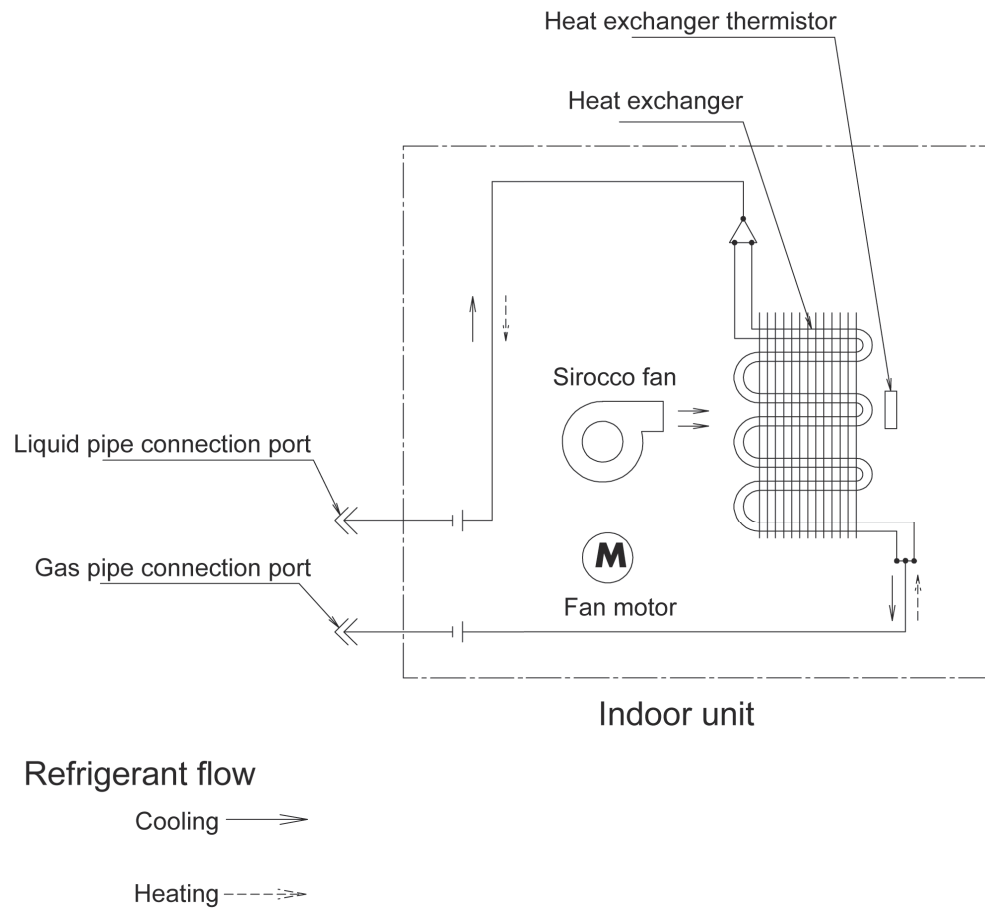 Heat exchanger thermistor
Heat exchanger
Sirocco fan
Liquid pipe connection port
Gas pipe connection port
M
Fan motor
Indoor unit
Refrigerant flow
Cooling
Heating